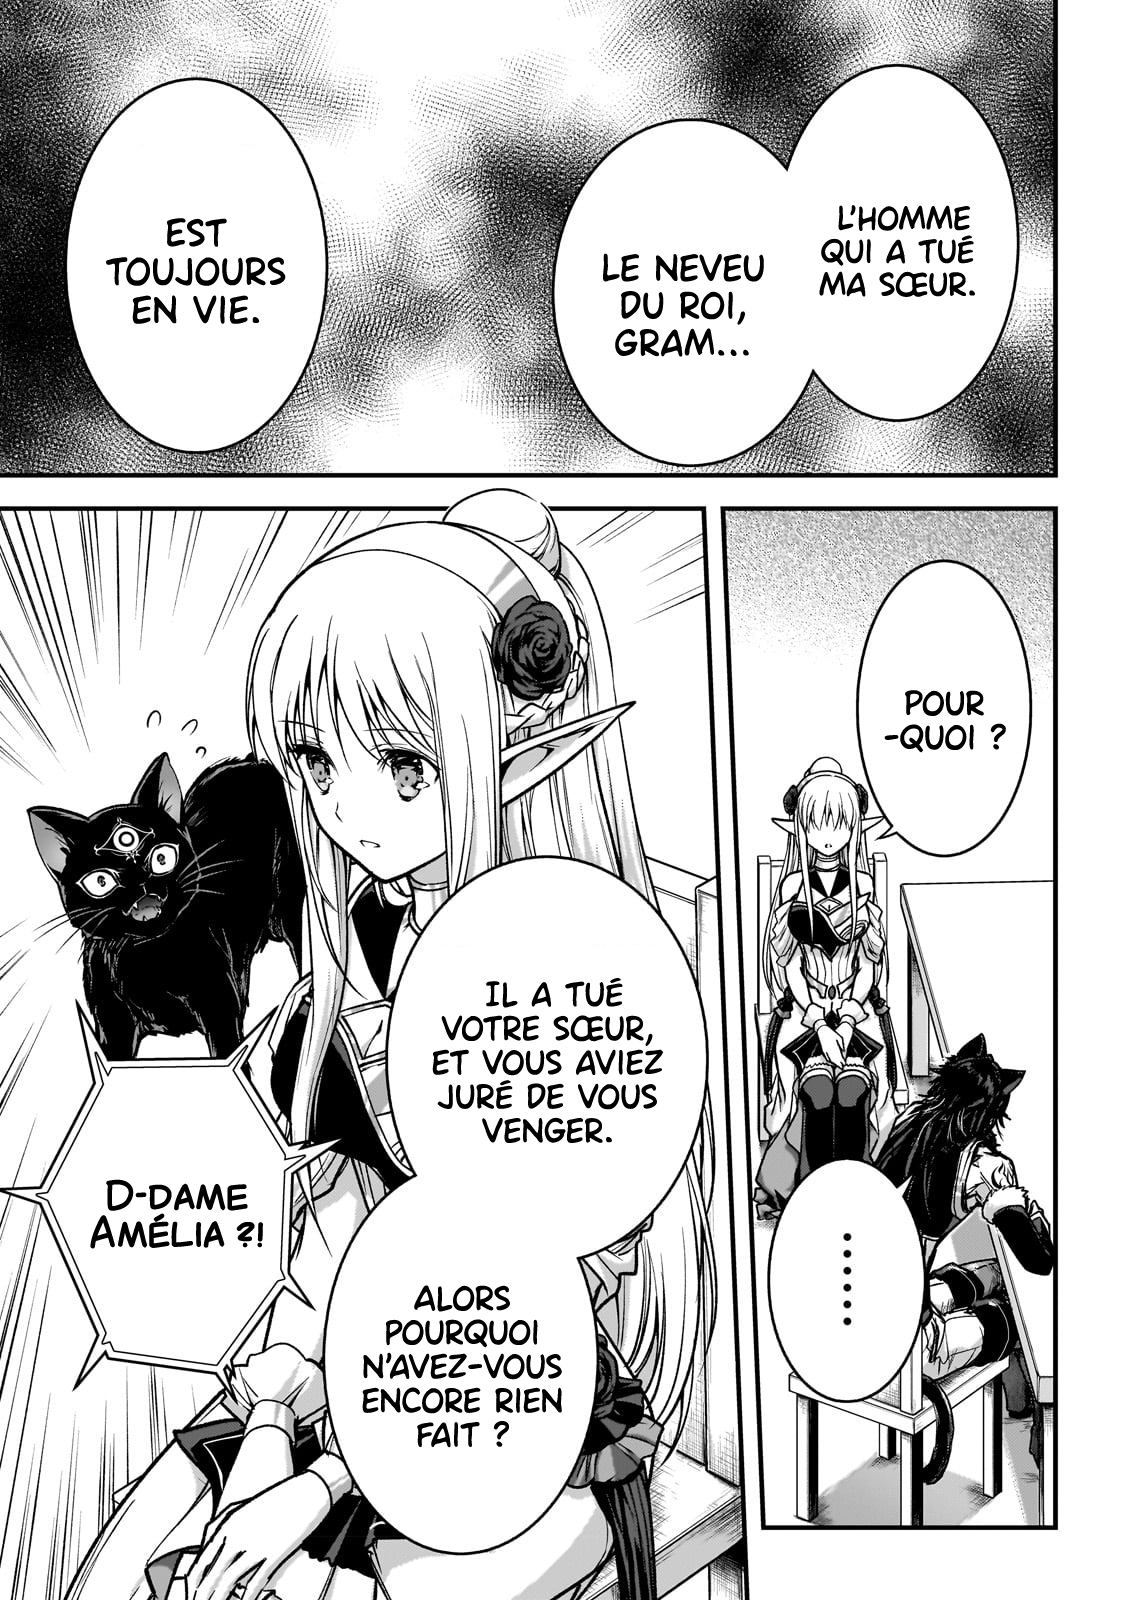 L'HOMME
QUI A TUÉ
MA SŒUR.
LE NEVEU
DU ROI,
GRAM...
EST
TOUJOURS
EN VIE.
POUR
-QUOI ?
......
IL A TUÉ
VOTRE SŒUR,
ET VOUS AVIEZ
JURÉ DE VOUS
VENGER.
ALORS
POURQUOI
N'AVEZ-VOUS
ENCORE RIEN
FAIT ?
D-DAME
AMÉLIA ?!